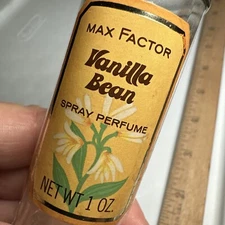 MAX FACTOR
Vanilla
Bean
SPRAY PERFUME
NET WT 1 OZ.